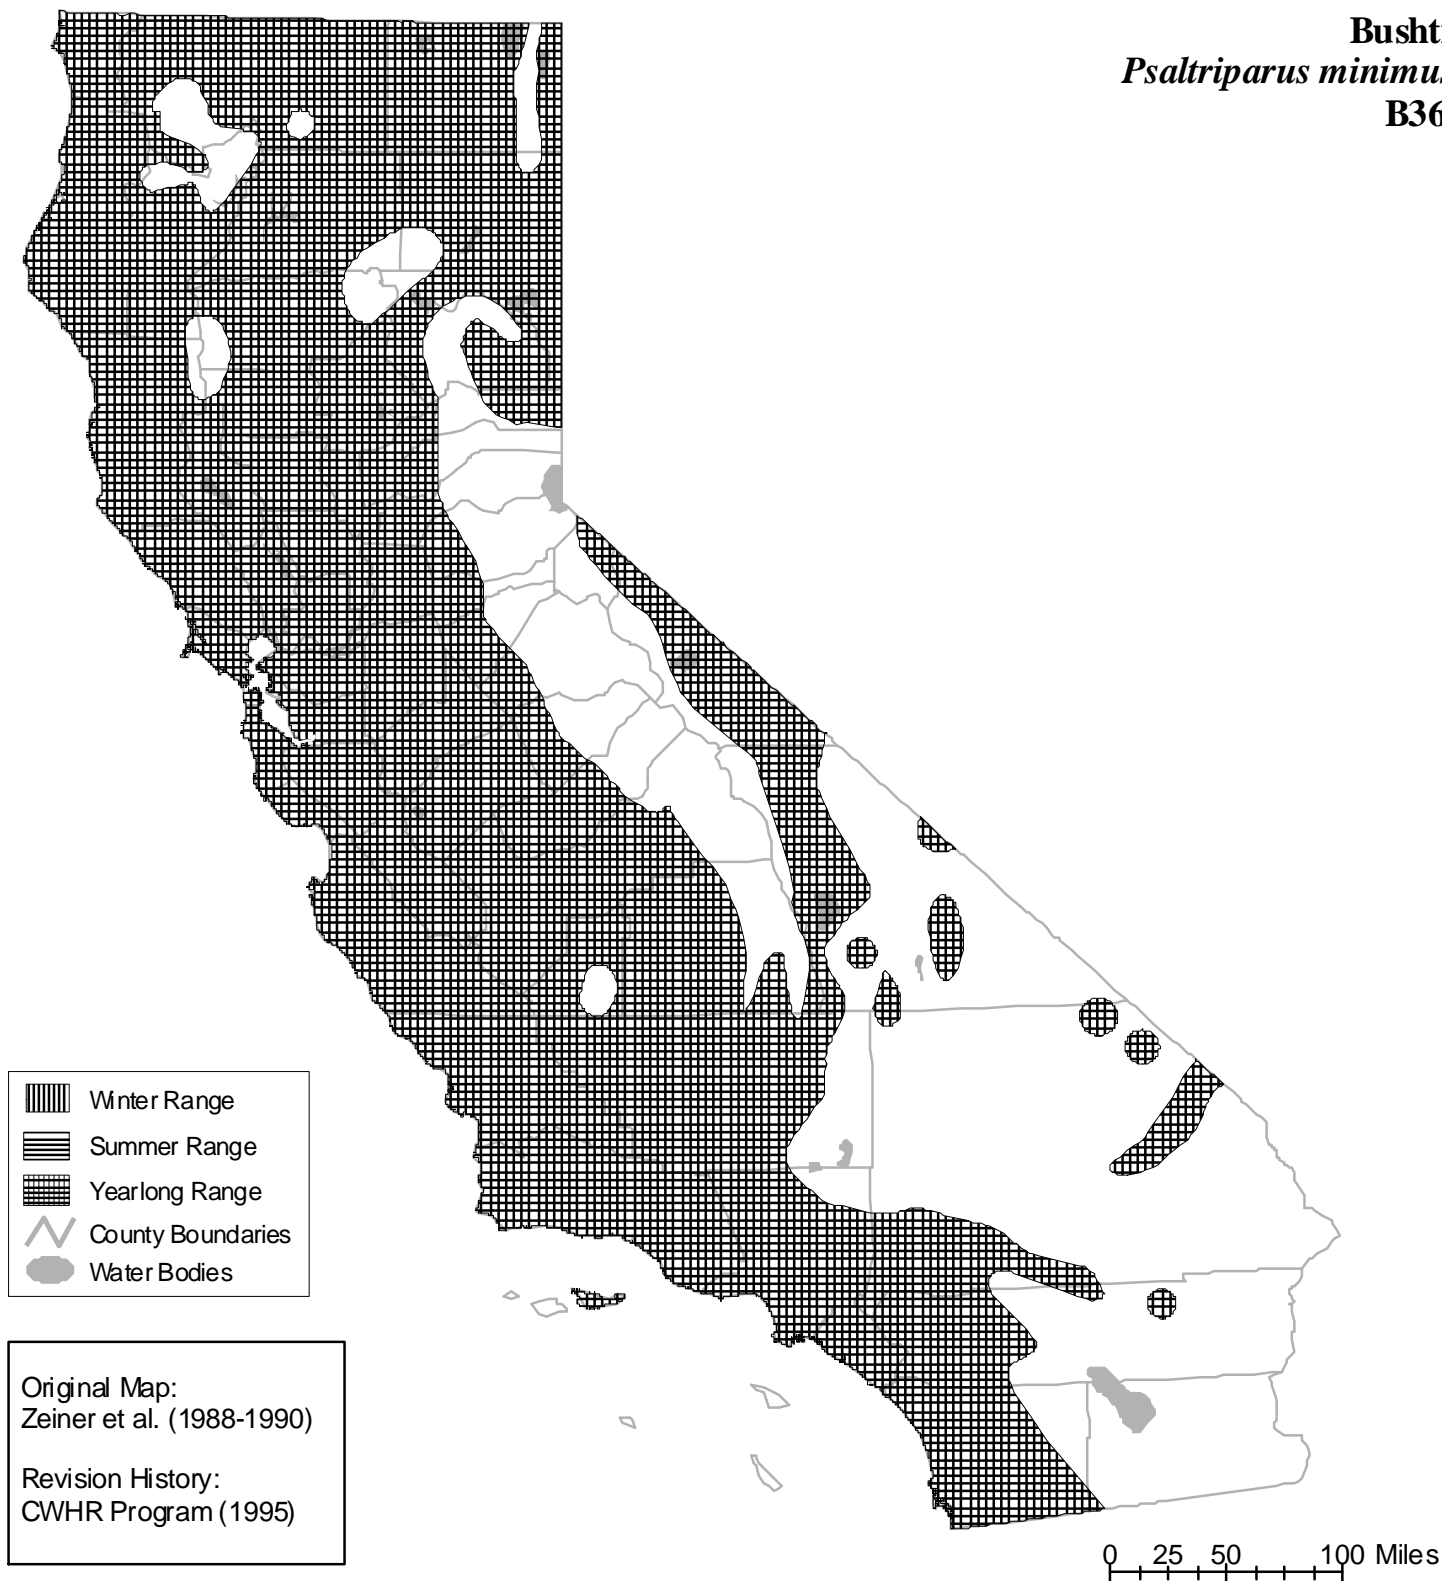 Psaltriparus
Winter Range
Summer Range
Yearlong Range
County Boundaries
Water Bodies
Original Map:
Zeiner et al. (1988-1990)
Revision History:
CWHR Program (1995)
0 25 50 100 Miles